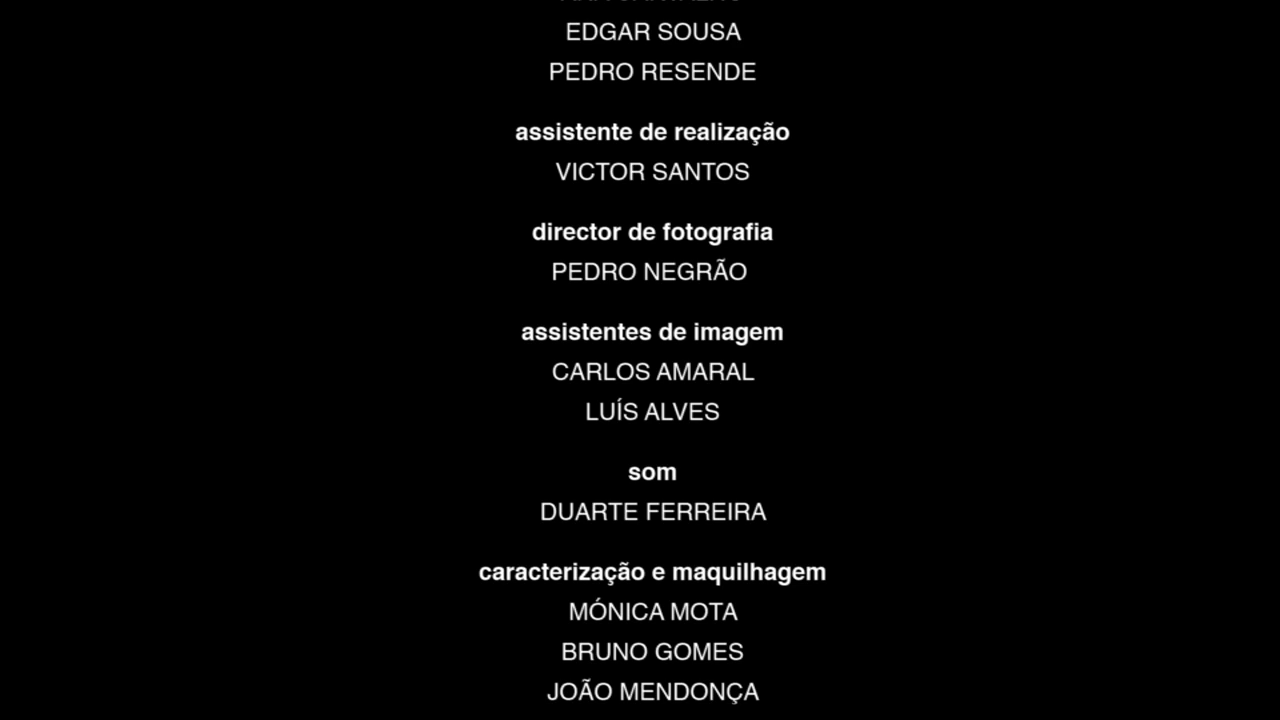 EDGAR SOUSA
PEDRO RESENDE
assistente de realização
VICTOR SANTOS
director de fotografia
PEDRO NEGRÃO
assistentes de imagem
CARLOS AMARAL
LUÍS ALVES
som
DUARTE FERREIRA
caracterização e maquilhagem
MÓNICA MOTA
BRUNO GOMES
JOÃO MENDONÇA